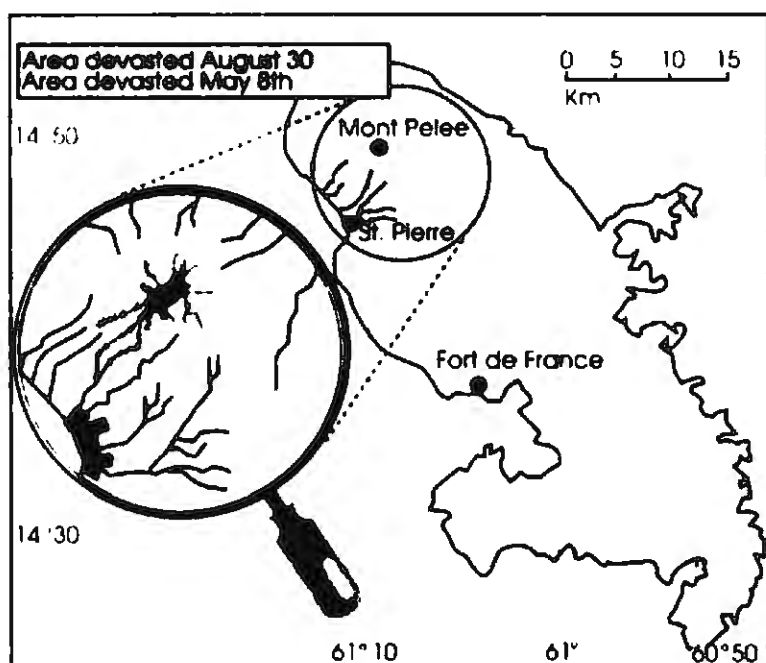 Area devasted August 30
Area devasted May 8th
0 5 10 15
Km
14 '50
Mont Pelee
St. Pierre
Fort de France
14 '30
61° 10
61°
60° 50